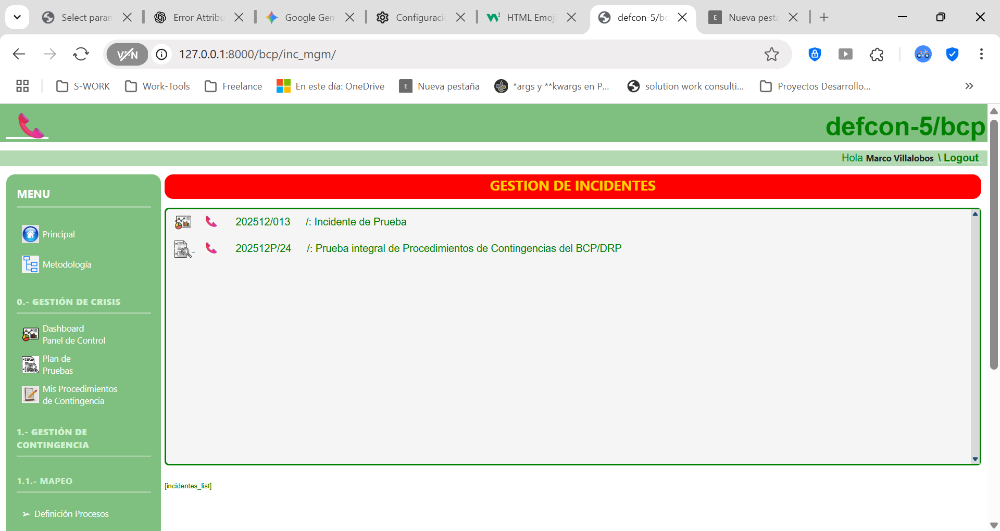 Select paran
Error Attribu
Google Gen
Configuraci
HTML Emoji
defcon-5/bc
Nueva pesta
VPN
127.0.0.1:8000/bcp/inc_mgm/
S-WORK
Work-Tools
Freelance
En este día: OneDrive
E Nueva pestaña
*args y **kwargs en P...
solution work consulti...
Proyectos Desarrollo...
defcon-5/bcp
Hola Marco Villalobos \ Logout
MENU
Principal
Metodología
0.- GESTIÓN DE CRISIS
Dashboard
Panel de Control
Plan de
Pruebas
Mis Procedimientos
de Contingencia
1.- GESTIÓN DE
CONTINGENCIA
1.1.- MAPEO
➢ Definición Procesos
GESTION DE INCIDENTES
202512/013 /: Incidente de Prueba
202512P/24 /: Prueba integral de Procedimientos de Contingencias del BCP/DRP
[incidentes_list]